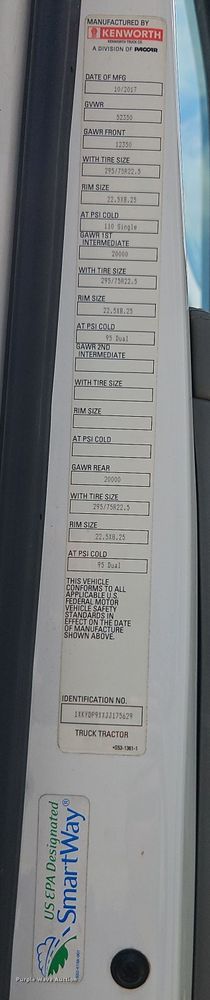 MANUFACTURED BY
KENWORTH
KENWORTH TRUCK CO.
A DIVISION OF PACCAR
DATE OF MFG
10/2017
GVWR
52350
GAWR FRONT
12350
WITH TIRE SIZE
295/75R22.5
RIM SIZE
22.5X8.25
AT PSI COLD
110 Single
GAWR 1ST
INTERMEDIATE
20000
WITH TIRE SIZE
295/75R22.5
RIM SIZE
22.5X8.25
AT PSI COLD
95 Dual
GAWR 2ND
INTERMEDIATE
WITH TIRE SIZE
RIM SIZE
AT PSI COLD
GAWR REAR
20000
WITH TIRE SIZE
295/75R22.5
RIM SIZE
22.5X8.25
AT PSI COLD
95 Dual
THIS VEHICLE
CONFORMS TO ALL
APPLICABLE U.S.
FEDERAL MOTOR
VEHICLE SAFETY
STANDARDS IN
EFFECT ON THE DATE
OF MANUFACTURE
SHOWN ABOVE.
IDENTIFICATION NO.
TRUCK TRACTOR
US EPA Designated
SmartWay®
Purple Wave Auction